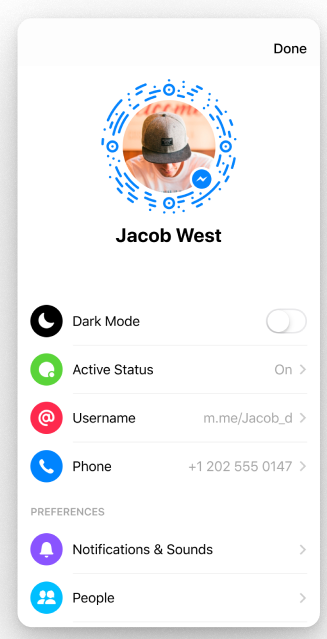 Done
Jacob West
Dark Mode
Active Status On
Username m.me/Jacob_d
Phone +1 202 555 0147
PREFERENCES
Notifications & Sounds
People